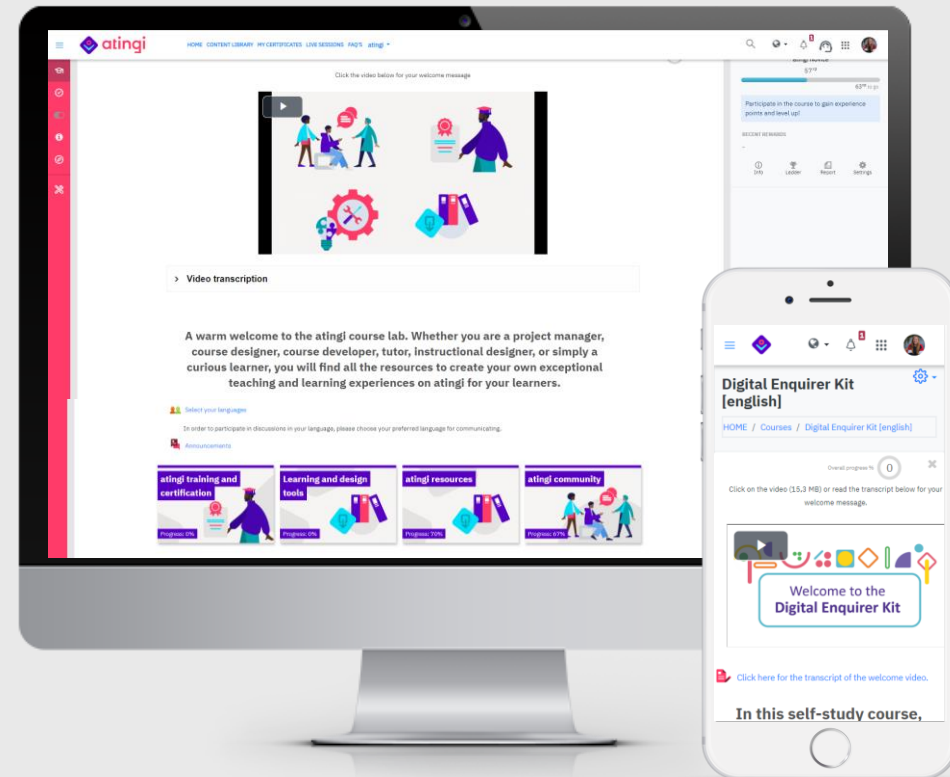 atingi
HOME CONTENT LIBRARY MY CERTIFICATES LIVE SESSIONS FAQ'S atingi
1
Click the video below for your welcome message
57xp
63xp to go
Participate in the course to gain experience
points and level up!
RECENT REWARDS
-
Info Ladder Report Settings
Video transcription
A warm welcome to the atingi course lab. Whether you are a project manager,
course designer, course developer, tutor, instructional designer, or simply a
curious learner, you will find all the resources to create your own exceptional
teaching and learning experiences on atingi for your learners.
Select your languages
In order to participate in discussions in your language, please choose your preferred language for communicating.
Announcements
atingi training and
certification
Progress: 0%
Learning and design
tools
Progress: 0%
atingi resources
Progress: 70%
atingi community
Progress: 67%
1
Digital Enquirer Kit
[english]
HOME / Courses / Digital Enquirer Kit [english]
Overall progress % 0
Click on the video (15,3 MB) or read the transcript below for your
welcome message.
Welcome to the
Digital Enquirer Kit
Click here for the transcript of the welcome video.
In this self-study course,